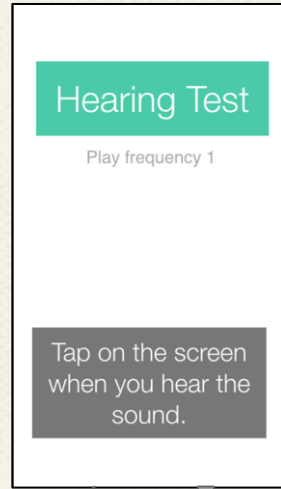 Hearing Test
Play frequency 1
Tap on the screen
when you hear the
sound.